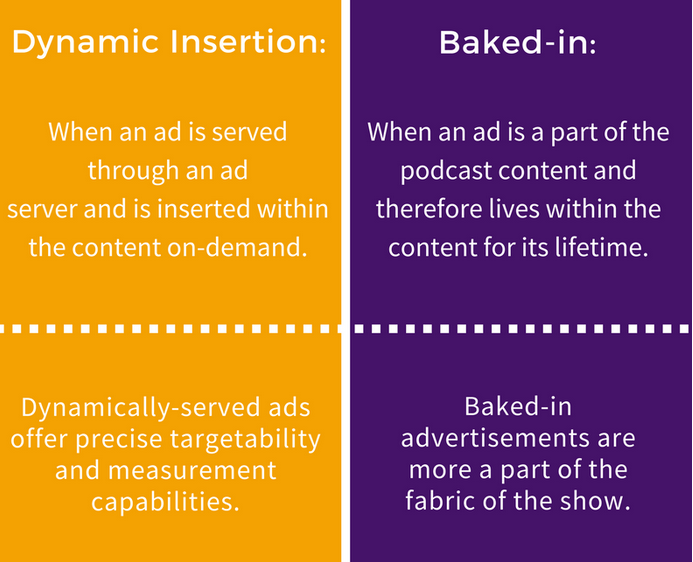 Dynamic Insertion:
When an ad is served
through an ad
server and is inserted within
the content on-demand.
Dynamically-served ads
offer precise targetability
and measurement
capabilities.
Baked-in:
When an ad is a part of the
podcast content and
therefore lives within the
content for its lifetime.
Baked-in
advertisements are
more a part of the
fabric of the show.